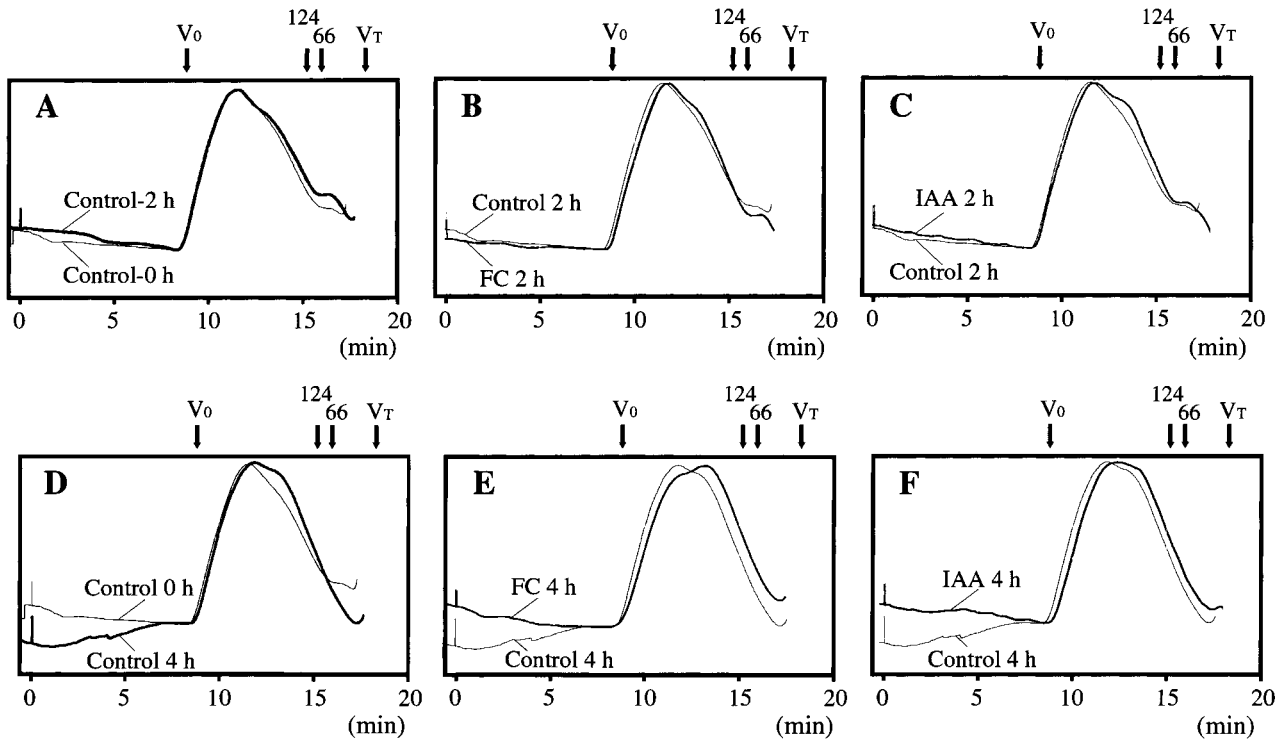 V0 124 66 VT V0 124 66 VT V0 124 66 VT
A B C
Control-2 h Control 2 h IAA 2 h
Control-0 h FC 2 h Control 2 h
0 5 10 15 20 0 5 10 15 20 0 5 10 15 20
(min) (min) (min)
V0 124 66 VT V0 124 66 VT V0 124 66 VT
D E F
Control 0 h FC 4 h IAA 4 h
Control 4 h Control 4 h Control 4 h
0 5 10 15 20 0 5 10 15 20 0 5 10 15 20
(min) (min) (min)